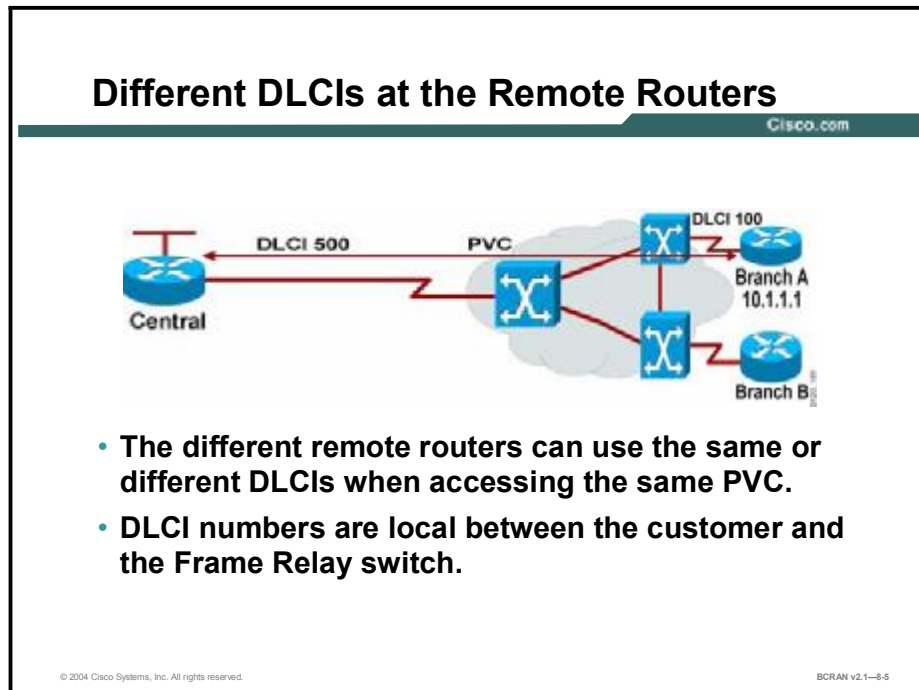 Different DLCIs at the Remote Routers
Cisco.com
DLCI 100
DLCI 500
PVC
Branch A
10.1.1.1
Central
Branch B
• The different remote routers can use the same or
different DLCIs when accessing the same PVC.
• DLCI numbers are local between the customer and
the Frame Relay switch.
© 2004 Cisco Systems, Inc. All rights reserved.
BCRAN v2.1—8-5